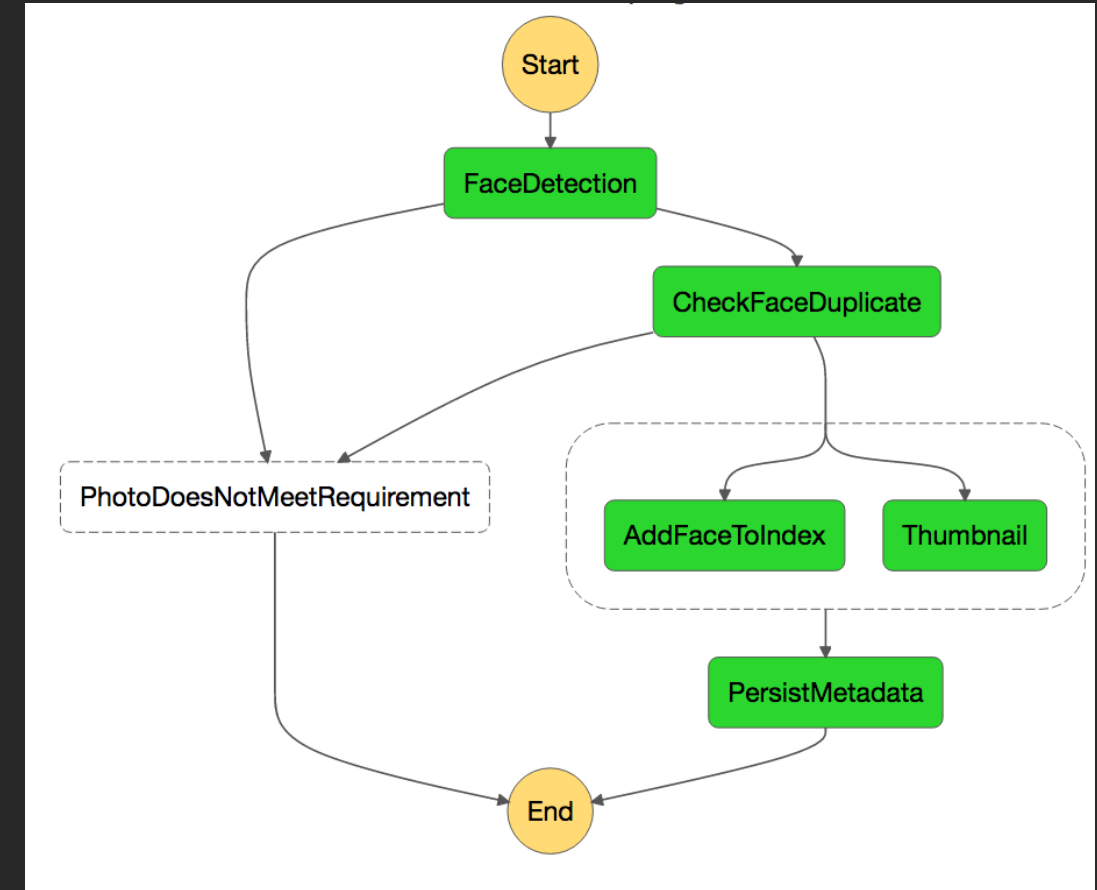 Start
FaceDetection
CheckFaceDuplicate
PhotoDoesNotMeetRequirement
AddFaceToIndex
Thumbnail
PersistMetadata
End